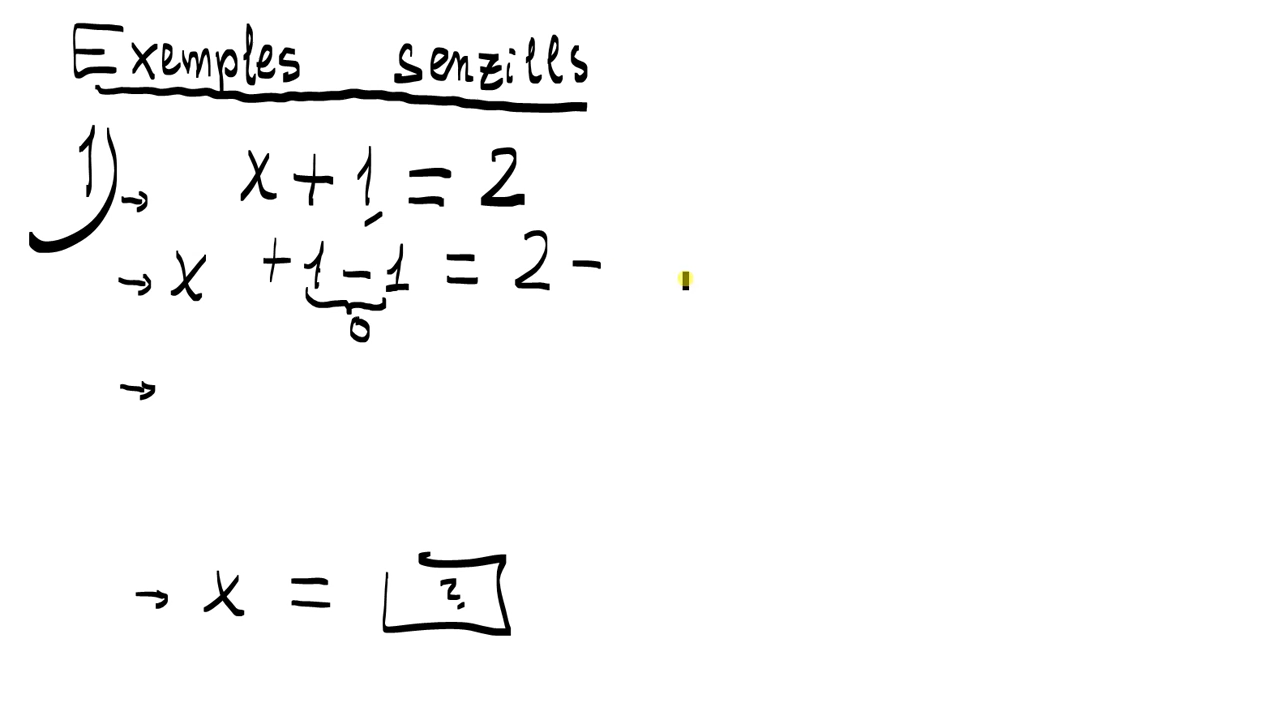 Exemples senzills
1)
→ x + 1 = 2
→ x + 1 - 1 = 2 -
0
→
→ x = ?